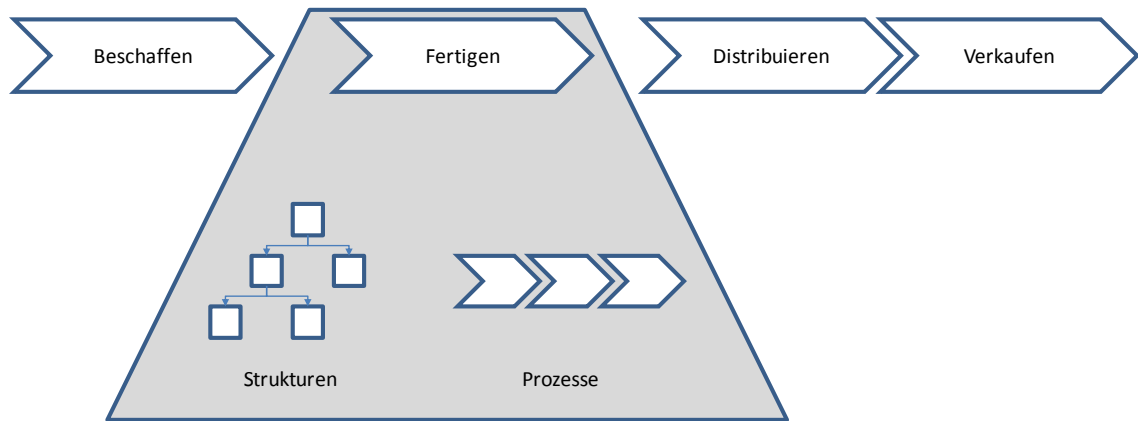 Beschaffen
Fertigen
Distribuieren
Verkaufen
Strukturen
Prozesse